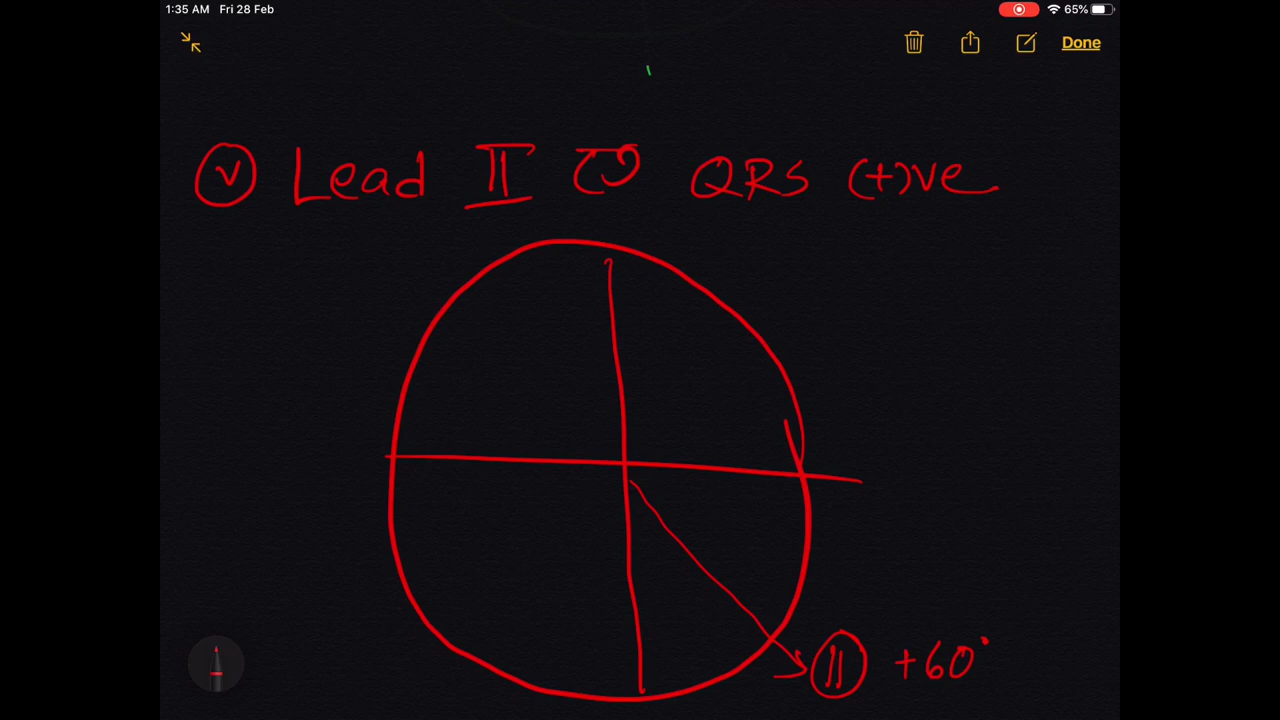 1:35 AM Fri 28 Feb
65%
Done
V Lead II তে QRS (+)ve
II +60°